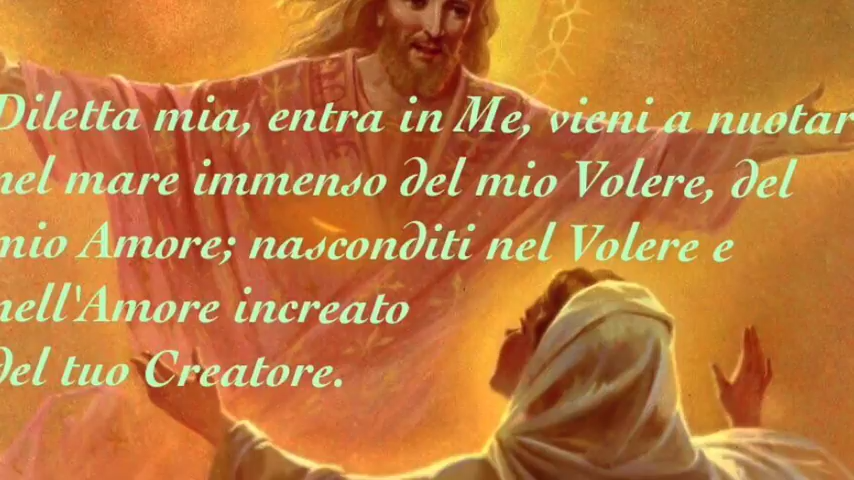 Diletta mia, entra in Me, vieni a nuotar
nel mare immenso del mio Volere, del
mio Amore; nasconditi nel Volere e
nell'Amore increato
del tuo Creatore.